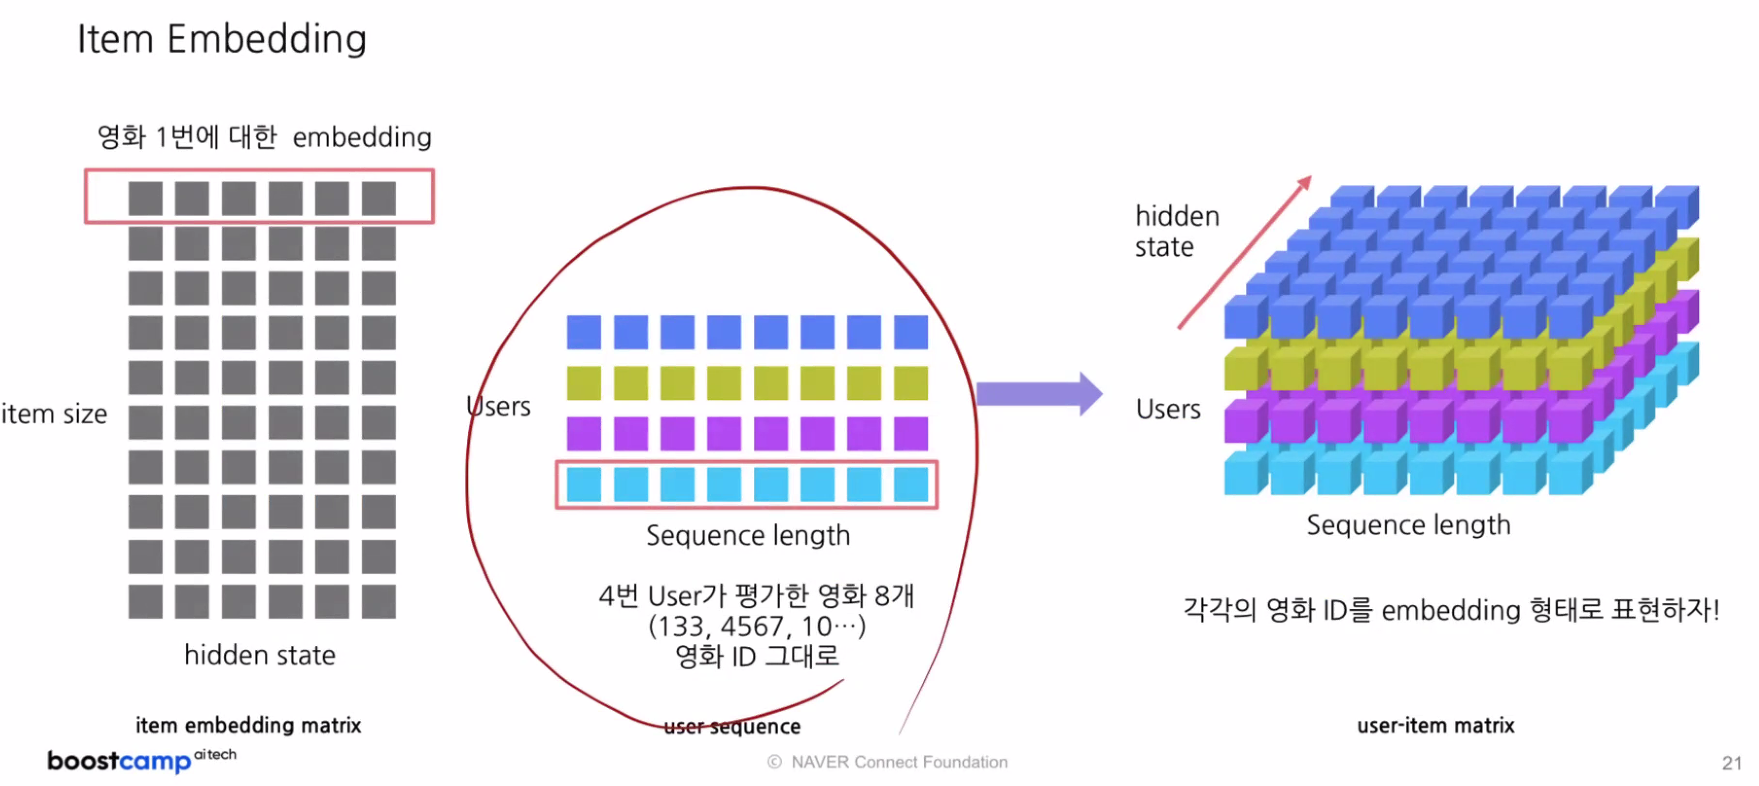 Item Embedding
영화 1번에 대한 embedding
item size
hidden state
item embedding matrix
Users
Sequence length
4번 User가 평가한 영화 8개
(133, 4567, 10…)
영화 ID 그대로
user sequence
hidden
state
Users
Sequence length
각각의 영화 ID를 embedding 형태로 표현하자!
user-item matrix
boostcamp ai tech
© NAVER Connect Foundation
21